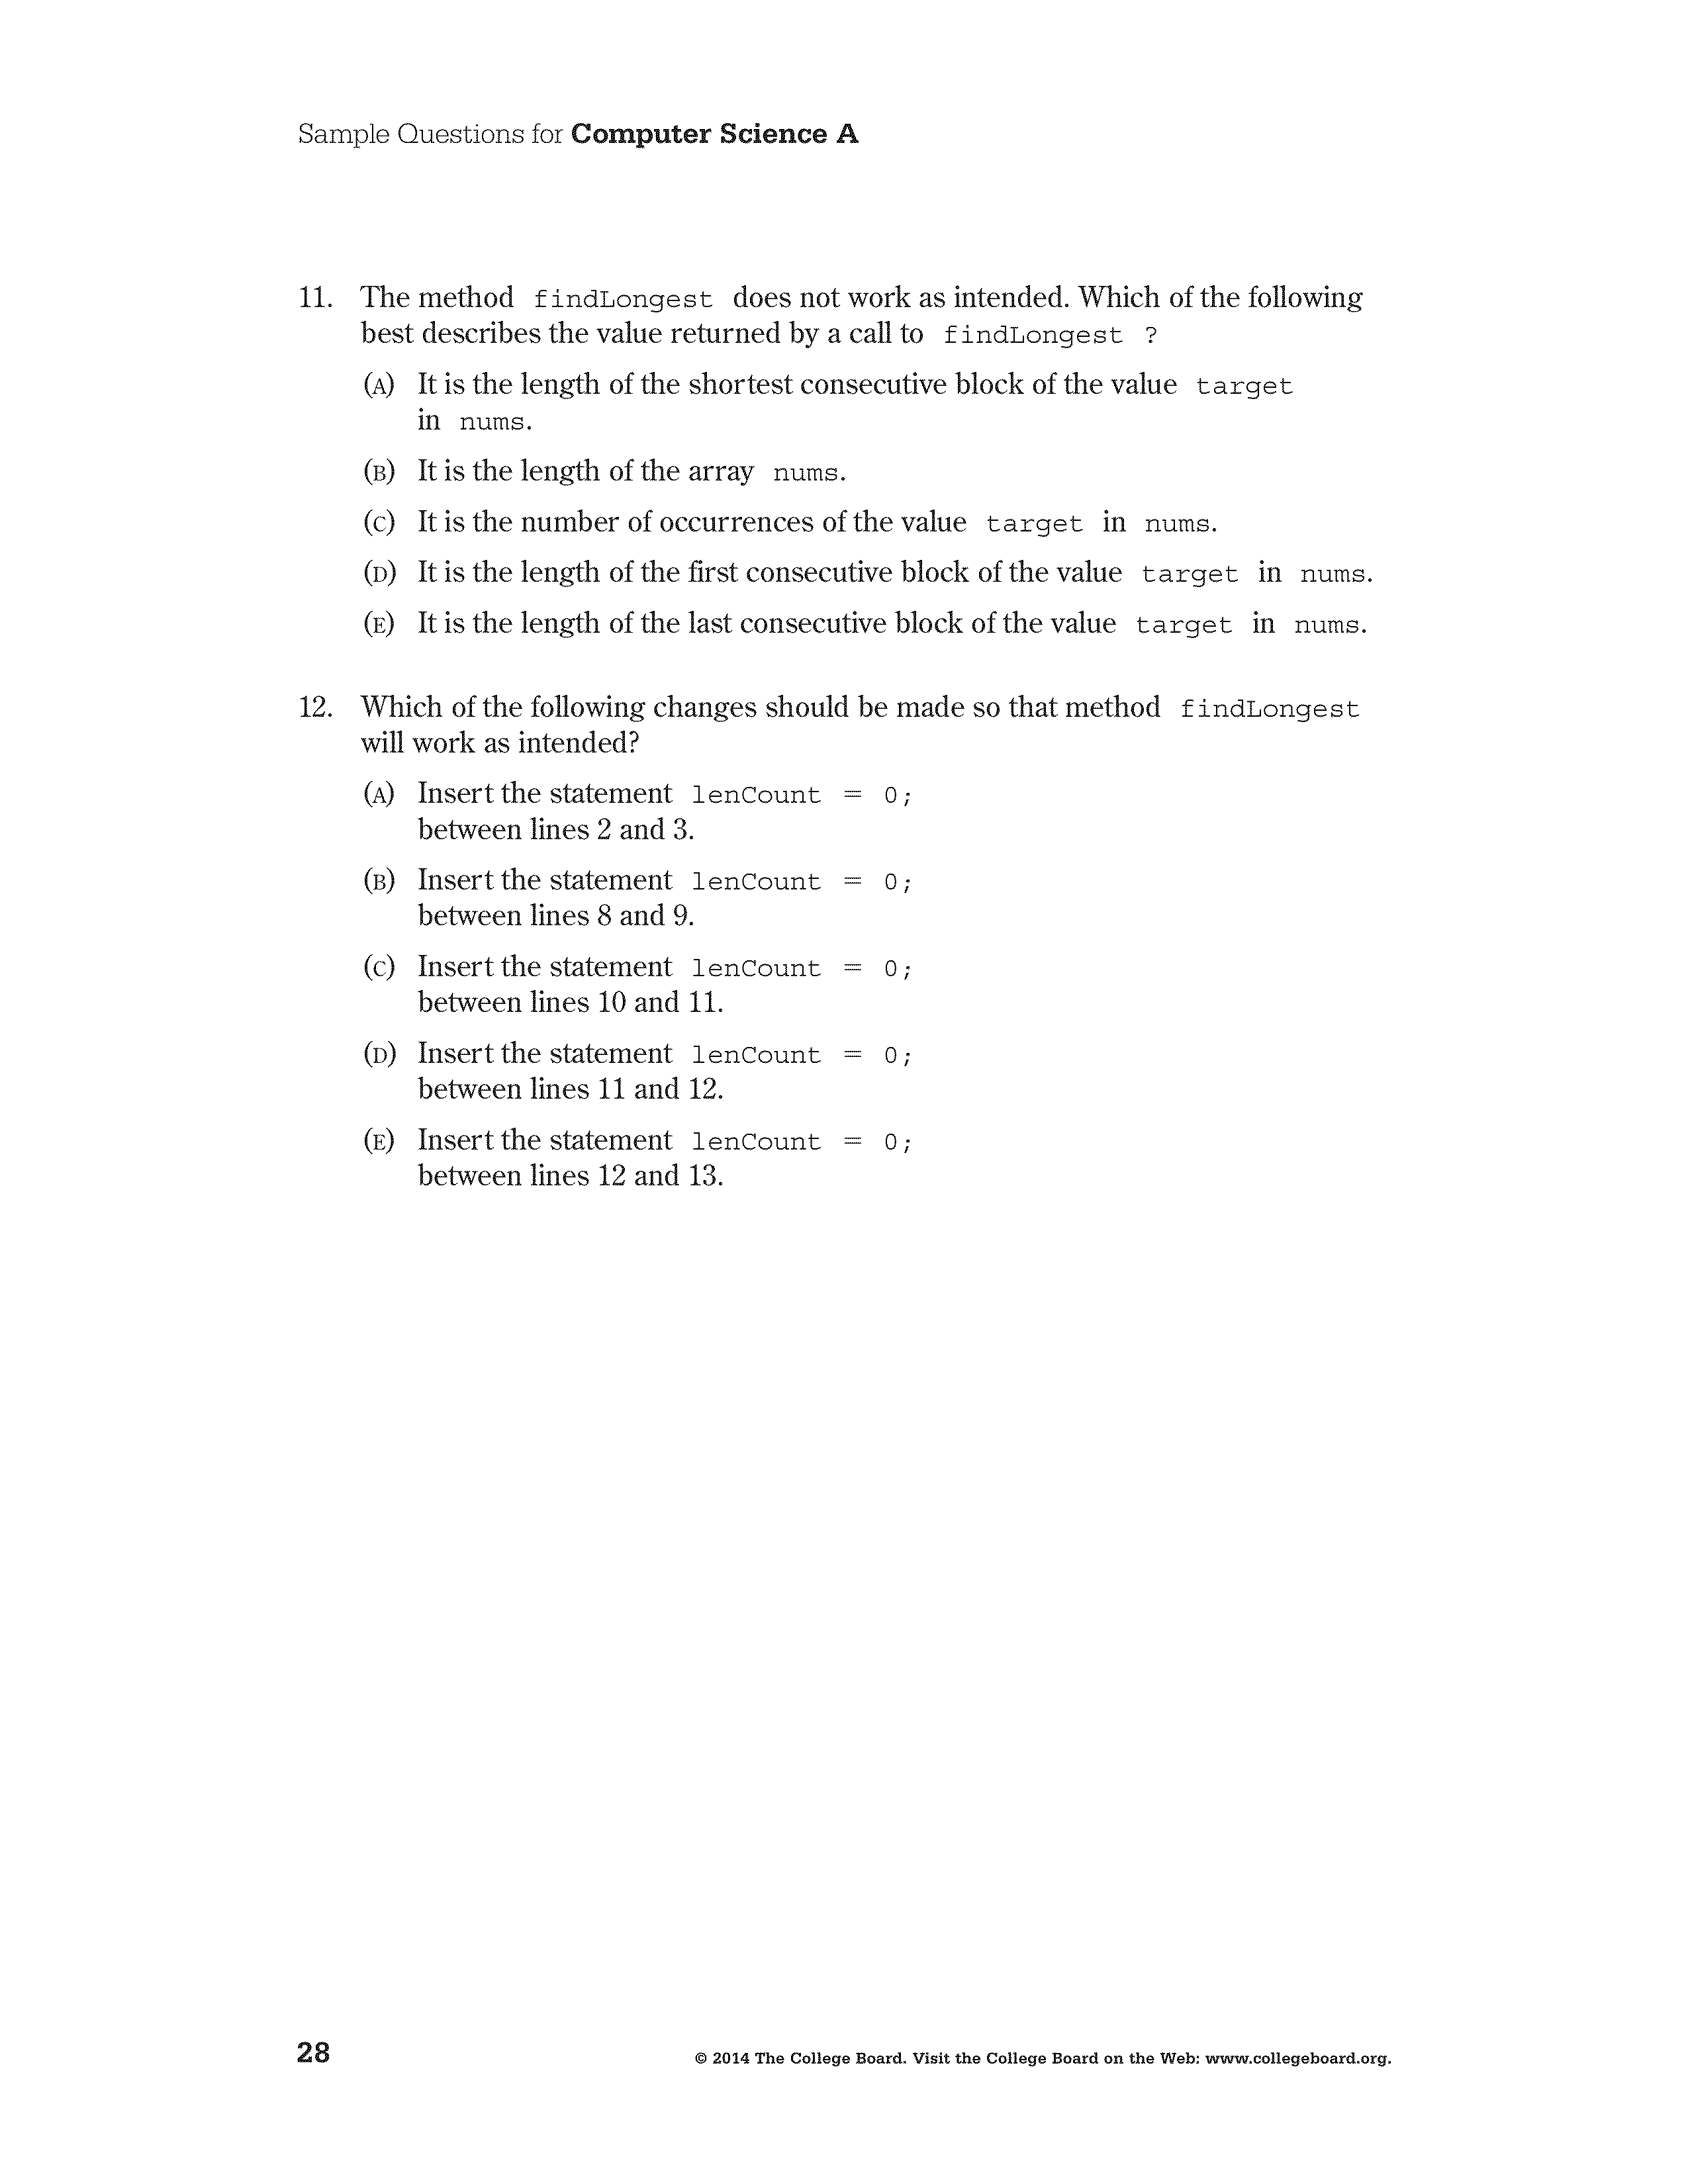 Sample Questions for Computer Science A
11. The method findLongest does not work as intended. Which of the following
best describes the value returned by a call to findLongest ?
(A) It is the length of the shortest consecutive block of the value target
in nums.
(B) It is the length of the array nums.
(C) It is the number of occurrences of the value target in nums.
(D) It is the length of the first consecutive block of the value target in nums.
(E) It is the length of the last consecutive block of the value target in nums.
12. Which of the following changes should be made so that method findLongest
will work as intended?
(A) Insert the statement lenCount = 0;
between lines 2 and 3.
(B) Insert the statement lenCount = 0;
between lines 8 and 9.
(C) Insert the statement lenCount = 0;
between lines 10 and 11.
(D) Insert the statement lenCount = 0;
between lines 11 and 12.
(E) Insert the statement lenCount = 0;
between lines 12 and 13.
28 © 2014 The College Board. Visit the College Board on the Web: www.collegeboard.org.